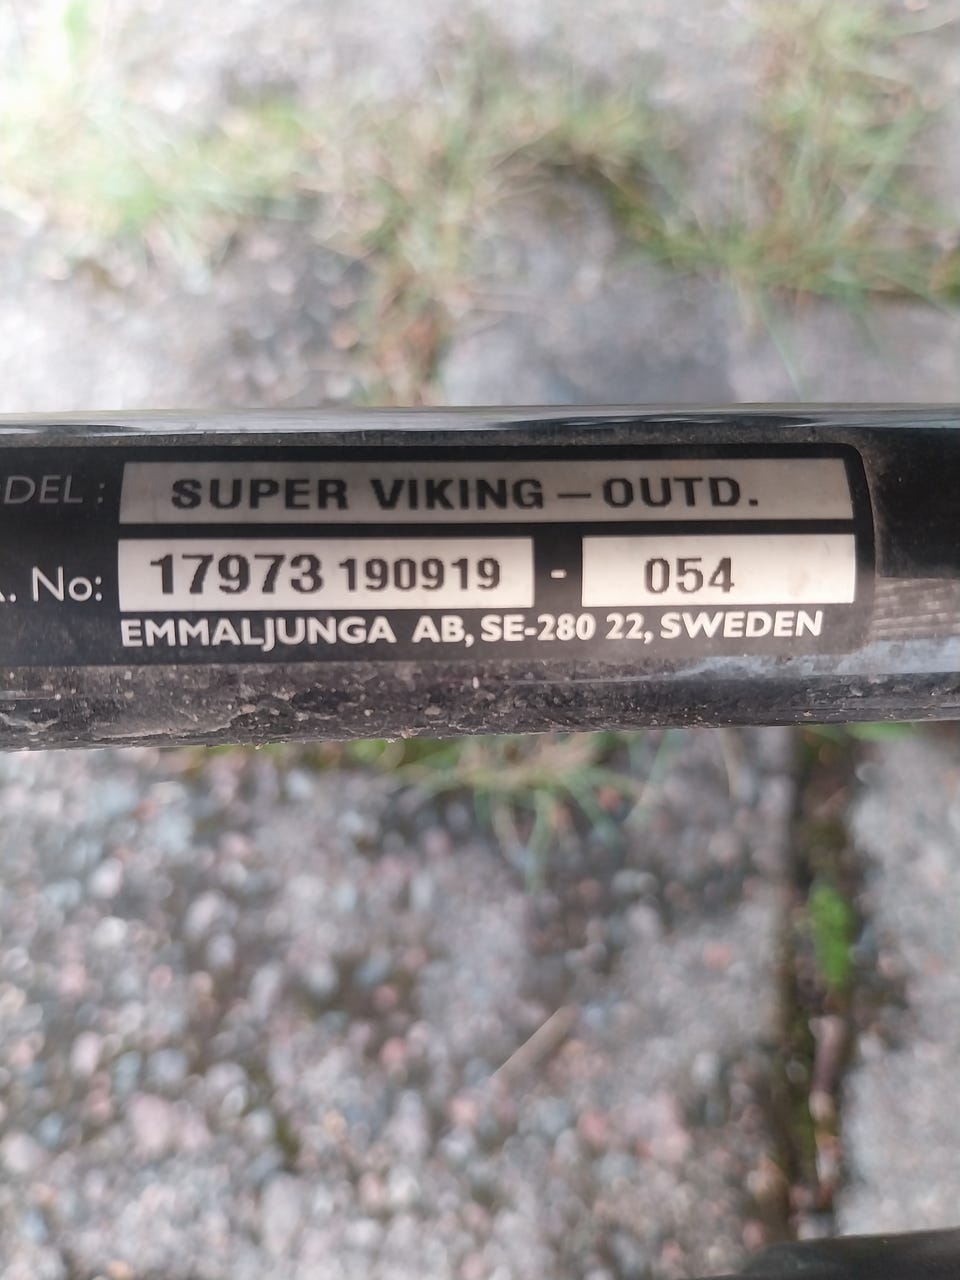 DEL: SUPER VIKING – OUTD.
. No: 17973 190919 - 054
EMMALJUNGA AB, SE-280 22, SWEDEN